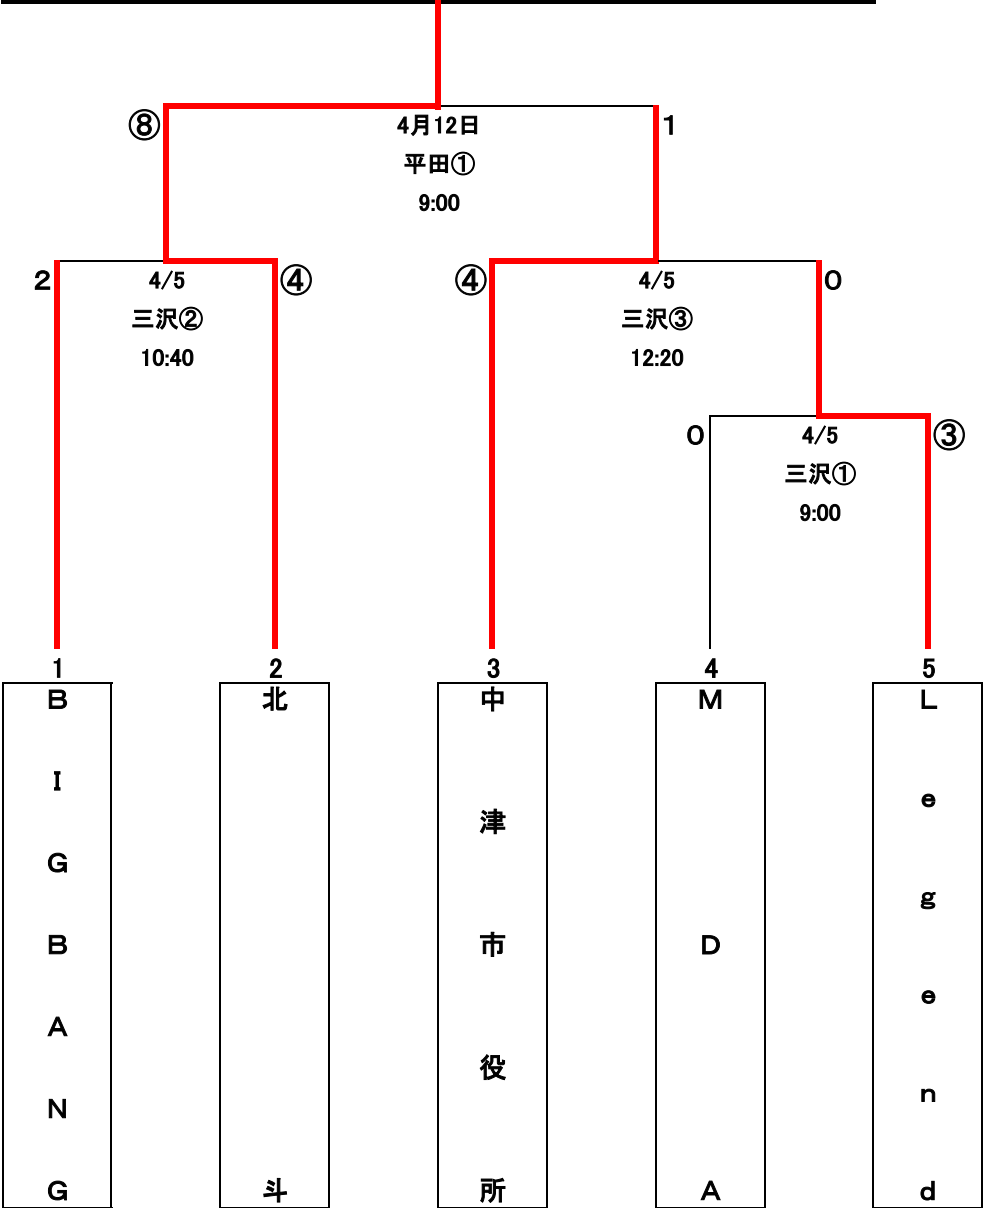 ⑧ 4月12日 1
平田①
9:00
2 4/5 ④ ④ 4/5 0
三沢② 三沢③
10:40 12:20
0 4/5 ③
三沢①
9:00
1 2 3 4 5
ＢＩＧＢＡＮＧ
北斗
中津市役所
ＭＤＡ
Ｌｅｇｅｎｄ